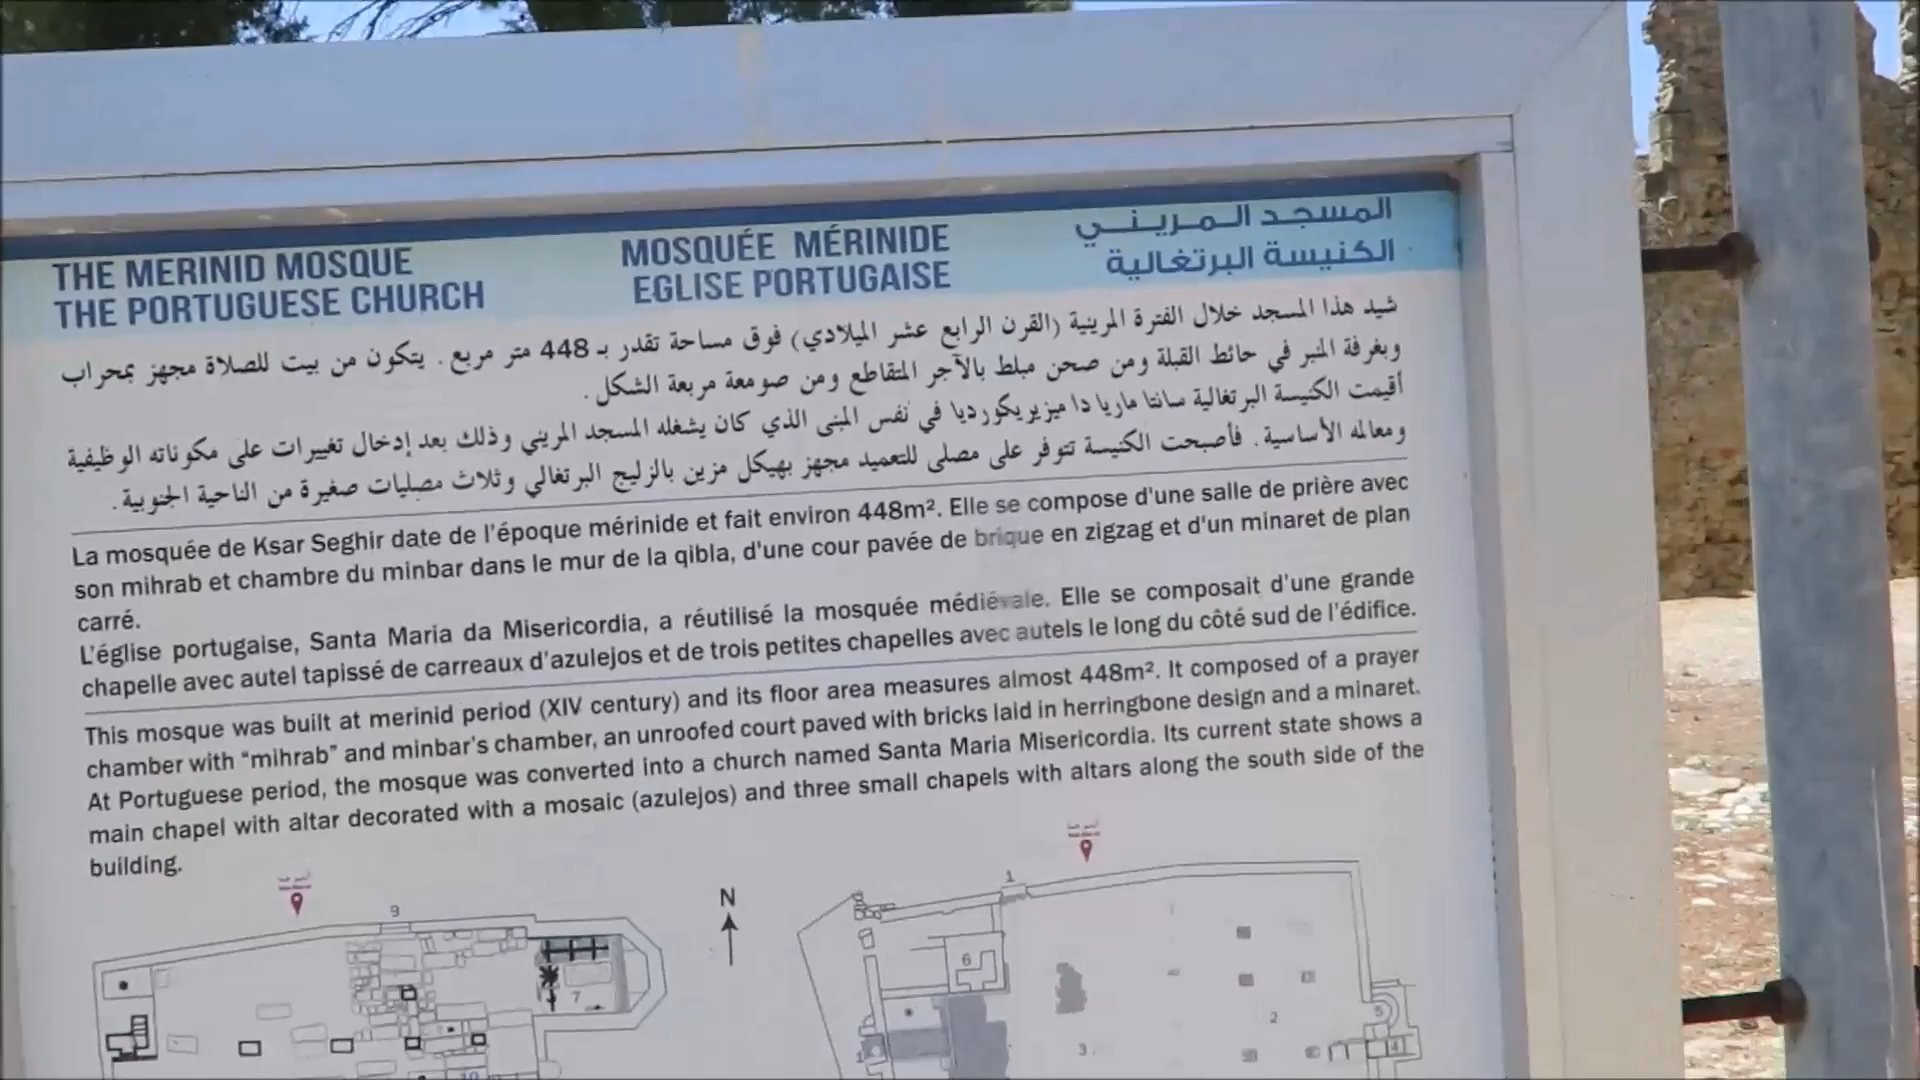 THE MERINID MOSQUE
THE PORTUGUESE CHURCH
MOSQUÉE MÉRINIDE
EGLISE PORTUGAISE
المسجد المريني
الكنيسة البرتغالية
شيد هذا المسجد خلال الفترة المرينية (القرن الرابع عشر الميلادي) فوق مساحة تقدر بـ 448 متر مربع. يتكون من بيت للصلاة مجهز بمحراب
وبغرفة المنبر في حائط القبلة ومن صحن مبلط بالآجر المتقاطع ومن صومعة مربعة الشكل.
أقيمت الكنيسة البرتغالية سانتا ماريا دا ميزيريكورديا في نفس المبنى الذي كان يشغله المسجد المريني وذلك بعد إدخال تغييرات على مكوناته الوظيفية
ومعالمه الأساسية. فأصبحت الكنيسة تتوفر على مصلى للتعميد مجهز بهيكل مزين بالزليج البرتغالي وثلاث مصليات صغيرة من الناحية الجنوبية.
La mosquée de Ksar Seghir date de l'époque mérinide et fait environ 448m². Elle se compose d'une salle de prière avec
son mihrab et chambre du minbar dans le mur de la qibla, d'une cour pavée de brique en zigzag et d'un minaret de plan
carré.
L'église portugaise, Santa Maria da Misericordia, a réutilisé la mosquée médiévale. Elle se composait d'une grande
chapelle avec autel tapissé de carreaux d'azulejos et de trois petites chapelles avec autels le long du côté sud de l'édifice.
This mosque was built at merinid period (XIV century) and its floor area measures almost 448m². It composed of a prayer
chamber with “mihrab” and minbar's chamber, an unroofed court paved with bricks laid in herringbone design and a minaret.
At Portuguese period, the mosque was converted into a church named Santa Maria Misericordia. Its current state shows a
main chapel with altar decorated with a mosaic (azulejos) and three small chapels with altars along the south side of the
building.
9
7
10
N
1
6
5
2
3
4
1